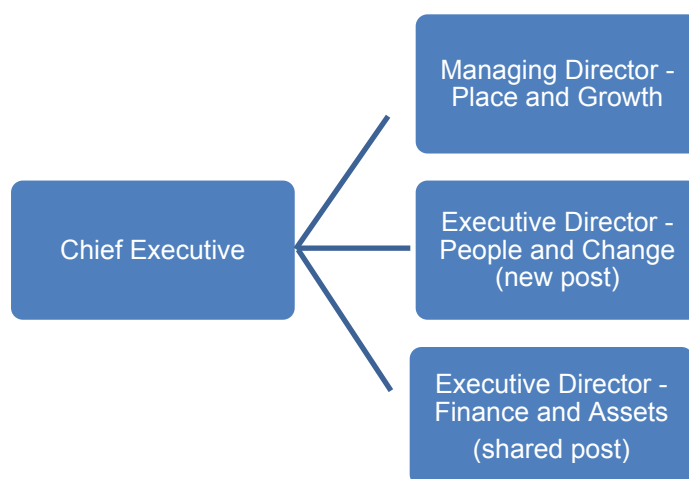 Managing Director -
Place and Growth
Chief Executive
Executive Director -
People and Change
(new post)
Executive Director -
Finance and Assets
(shared post)